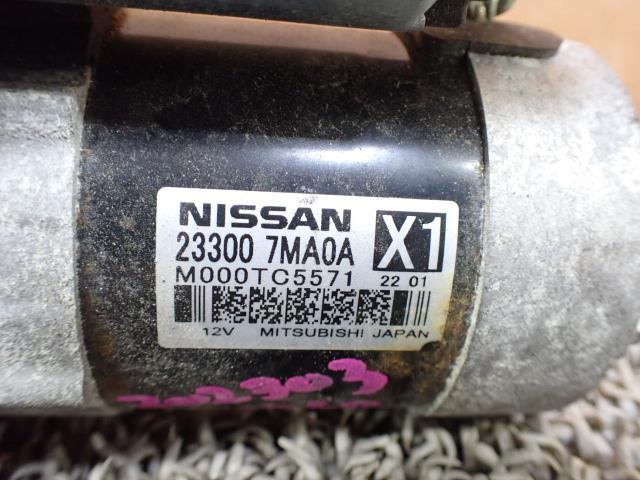 NISSAN
23300 7MA0A X1
M000TC5571 22 01
12V MITSUBISHI JAPAN